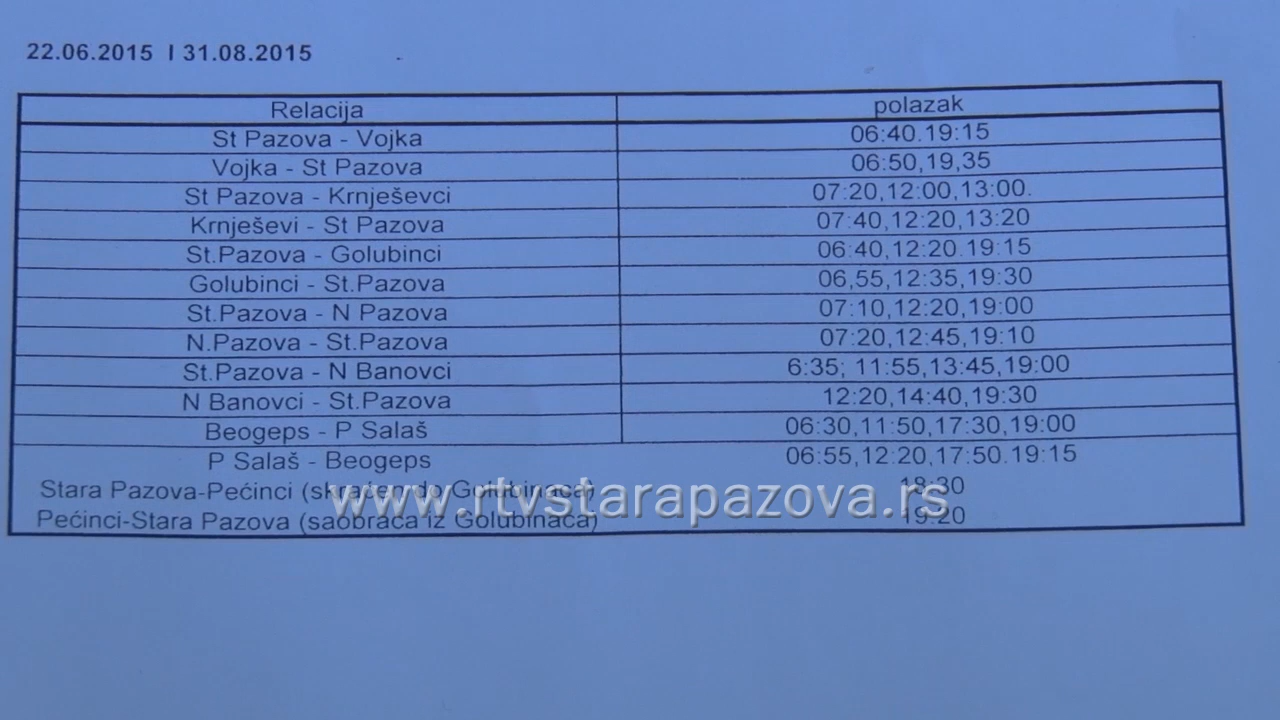 22.06.2015 I 31.08.2015
Relacija polazak
St Pazova - Vojka 06:40.19:15
Vojka - St Pazova 06:50,19,35
St Pazova - Krnješevci 07:20,12:00,13:00.
Krnješevi - St Pazova 07:40,12:20,13:20
St.Pazova - Golubinci 06:40,12:20.19:15
Golubinci - St.Pazova 06,55,12:35,19:30
St.Pazova - N Pazova 07:10,12:20,19:00
N.Pazova - St.Pazova 07:20,12:45,19:10
St.Pazova - N Banovci 6:35; 11:55,13:45,19:00
N Banovci - St.Pazova 12:20,14:40,19:30
Beogeps - P Salaš 06:30,11:50,17:30,19:00
P Salaš - Beogeps 06:55,12:20,17:50.19:15
Stara Pazova-Pećinci do Golubinaca) 18:30
www.rtvstarapazova.rs
Pećinci-Stara Pazova (saobraća iz Golubinaca) 19:20